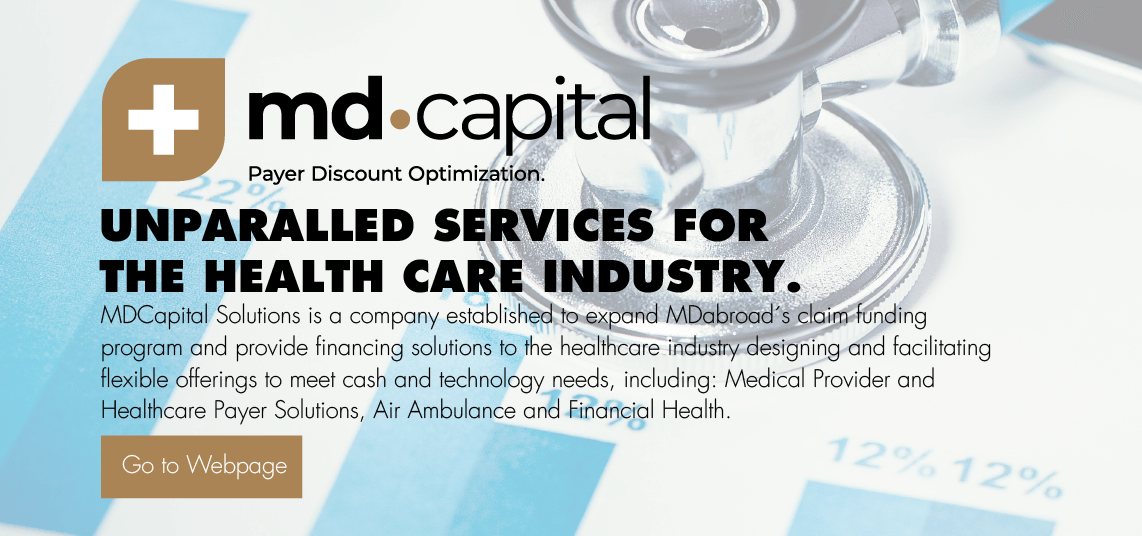 md·capital
Payer Discount Optimization.
22%
UNPARALLED SERVICES FOR
THE HEALTH CARE INDUSTRY.
MDCapital Solutions is a company established to expand MDabroad´s claim funding
program and provide financing solutions to the healthcare industry designing and facilitating
flexible offerings to meet cash and technology needs, including: Medical Provider and
Healthcare Payer Solutions, Air Ambulance and Financial Health.
12%
12% 12%
Go to Webpage